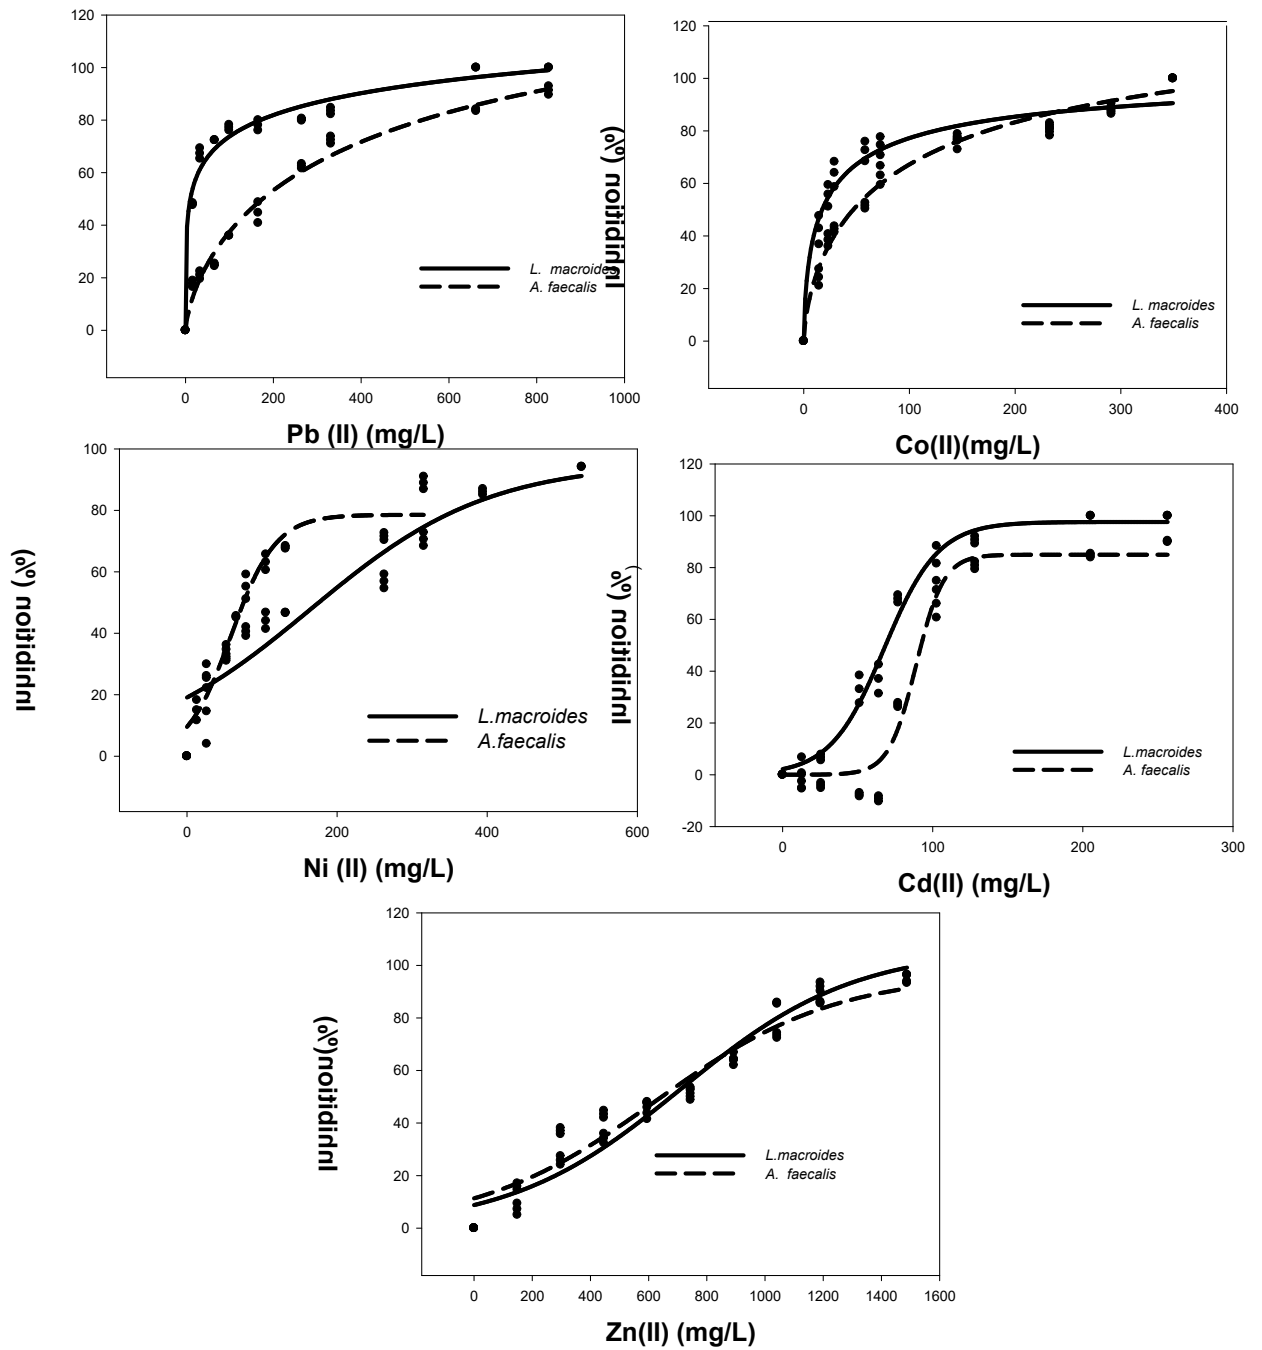 120
100
80
60
40
20
0
0 200 400 600 800 1000
L. macroides
A. faecalis
Pb (II) (mg/L)
Inhibition (%)
120
100
80
60
40
20
0
0 100 200 300 400
L. macroides
A. faecalis
Co(II)(mg/L)
Inhibition (%)
100
80
60
40
20
0
0 200 400 600
L.macroides
A.faecalis
Ni (II) (mg/L)
Inhibition (%)
120
100
80
60
40
20
0
-20
0 100 200 300
L.macroides
A. faecalis
Cd(II) (mg/L)
Inhibition(%)
120
100
80
60
40
20
0
0 200 400 600 800 1000 1200 1400 1600
L.macroides
A. faecalis
Zn(II) (mg/L)